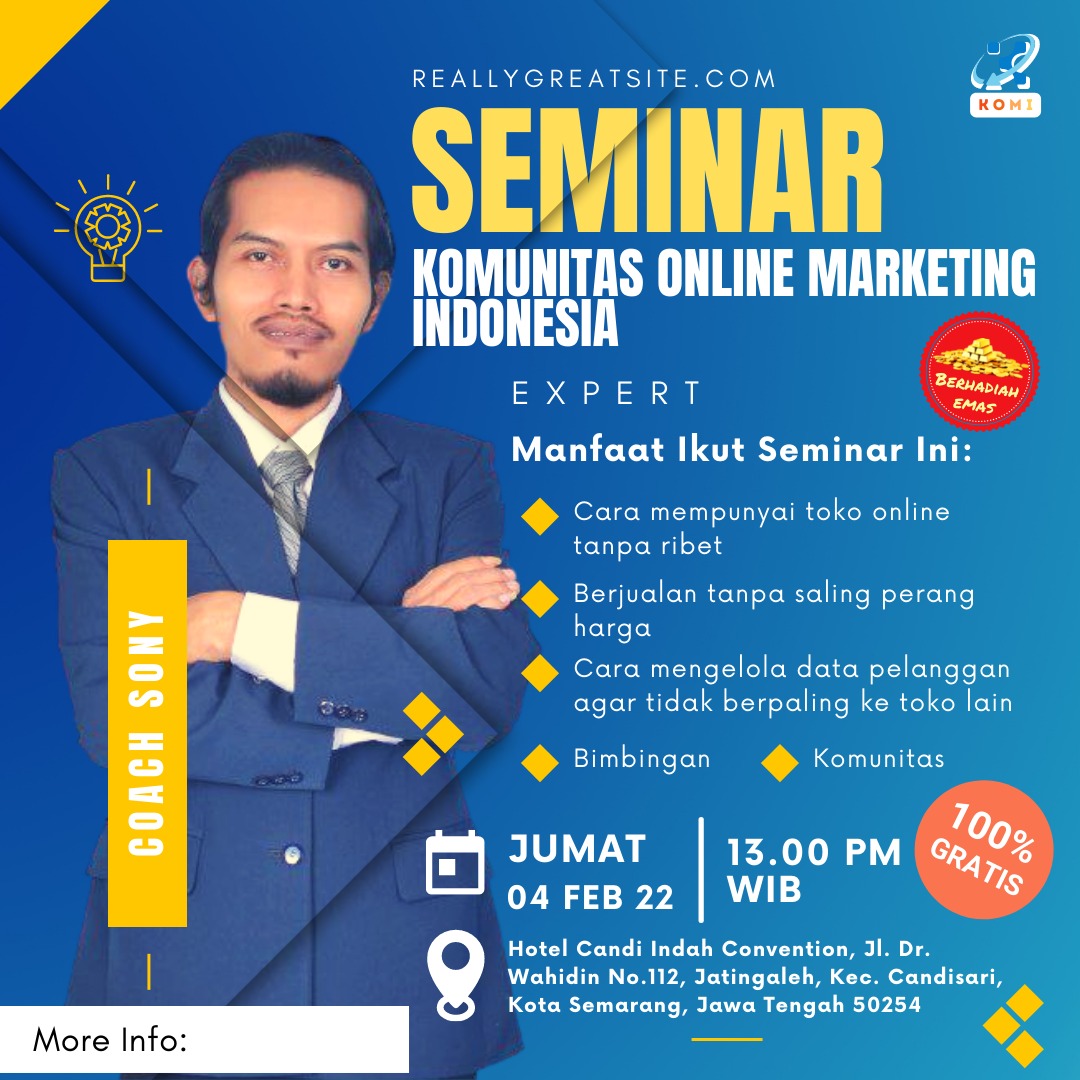 REALLYGREATSITE.COM
KOMI
SEMINAR
KOMUNITAS ONLINE MARKETING
INDONESIA
BERHADIAH
EMAS
EXPERT
Manfaat Ikut Seminar Ini:
Cara mempunyai toko online
tanpa ribet
Berjualan tanpa saling perang
harga
Cara mengelola data pelanggan
agar tidak berpaling ke toko lain
Bimbingan
Komunitas
COACH SONY
JUMAT
04 FEB 22
13.00 PM
WIB
100%
GRATIS
Hotel Candi Indah Convention, Jl. Dr.
Wahidin No.112, Jatingaleh, Kec. Candisari,
Kota Semarang, Jawa Tengah 50254
More Info: